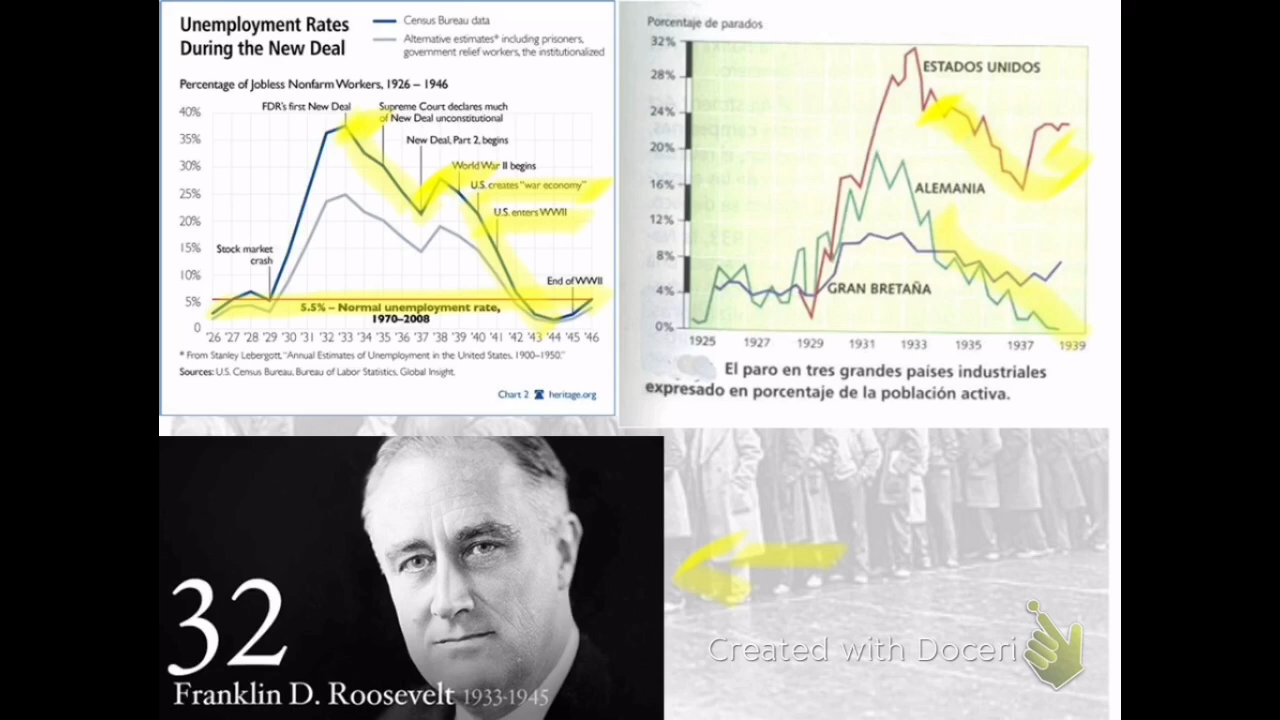 Unemployment Rates
During the New Deal
Census Bureau data
Alternative estimates* including prisoners,
government relief workers, the institutionalized
Percentage of Jobless Nonfarm Workers, 1926 – 1946
FDR's first New Deal
Supreme Court declares much
of New Deal unconstitutional
New Deal, Part 2, begins
World War II begins
U.S. creates "war economy"
U.S. enters WWII
Stock market
crash
End of WWII
40%
35%
30%
25%
20%
15%
10%
5%
0
5.5% – Normal unemployment rate,
1970–2008
'26 '27 '28 '29 '30 '31 '32 '33 '34 '35 '36 '37 '38 '39 '40 '41 '42 '43 '44 '45 '46
* From Stanley Lebergott, "Annual Estimates of Unemployment in the United States, 1900–1950."
Sources: U.S. Census Bureau, Bureau of Labor Statistics, Global Insight.
Chart 2 heritage.org
Porcentaje de parados
32%
28%
24%
20%
16%
12%
8%
4%
0%
ESTADOS UNIDOS
ALEMANIA
GRAN BRETAÑA
1925 1927 1929 1931 1933 1935 1937 1939
El paro en tres grandes países industriales
expresado en porcentaje de la población activa.
32
Franklin D. Roosevelt 1933-1945
Created with Doceri